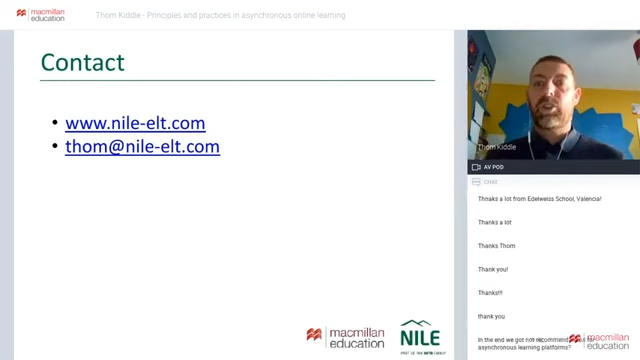 macmillan
education
Thom Kiddle - Principles and practices in asynchronous online learning
Contact
• www.nile-elt.com
• thom@nile-elt.com
macmillan
education
NILE
Thom Kiddle
AV POD
CHAT
Thnaks a lot from Edelweiss School, Valencia!
Thanks a lot
Thanks Thom
Thank you!
Thanks!!!
thank you
In the end we got not recommend for
asynchronous learning platforms?
macmillan
education